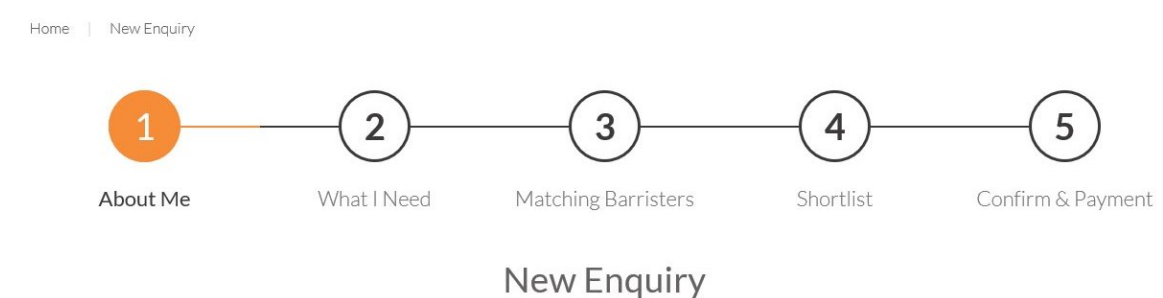 Home | New Enquiry
1 2 3 4 5
About Me What I Need Matching Barristers Shortlist Confirm & Payment
New Enquiry